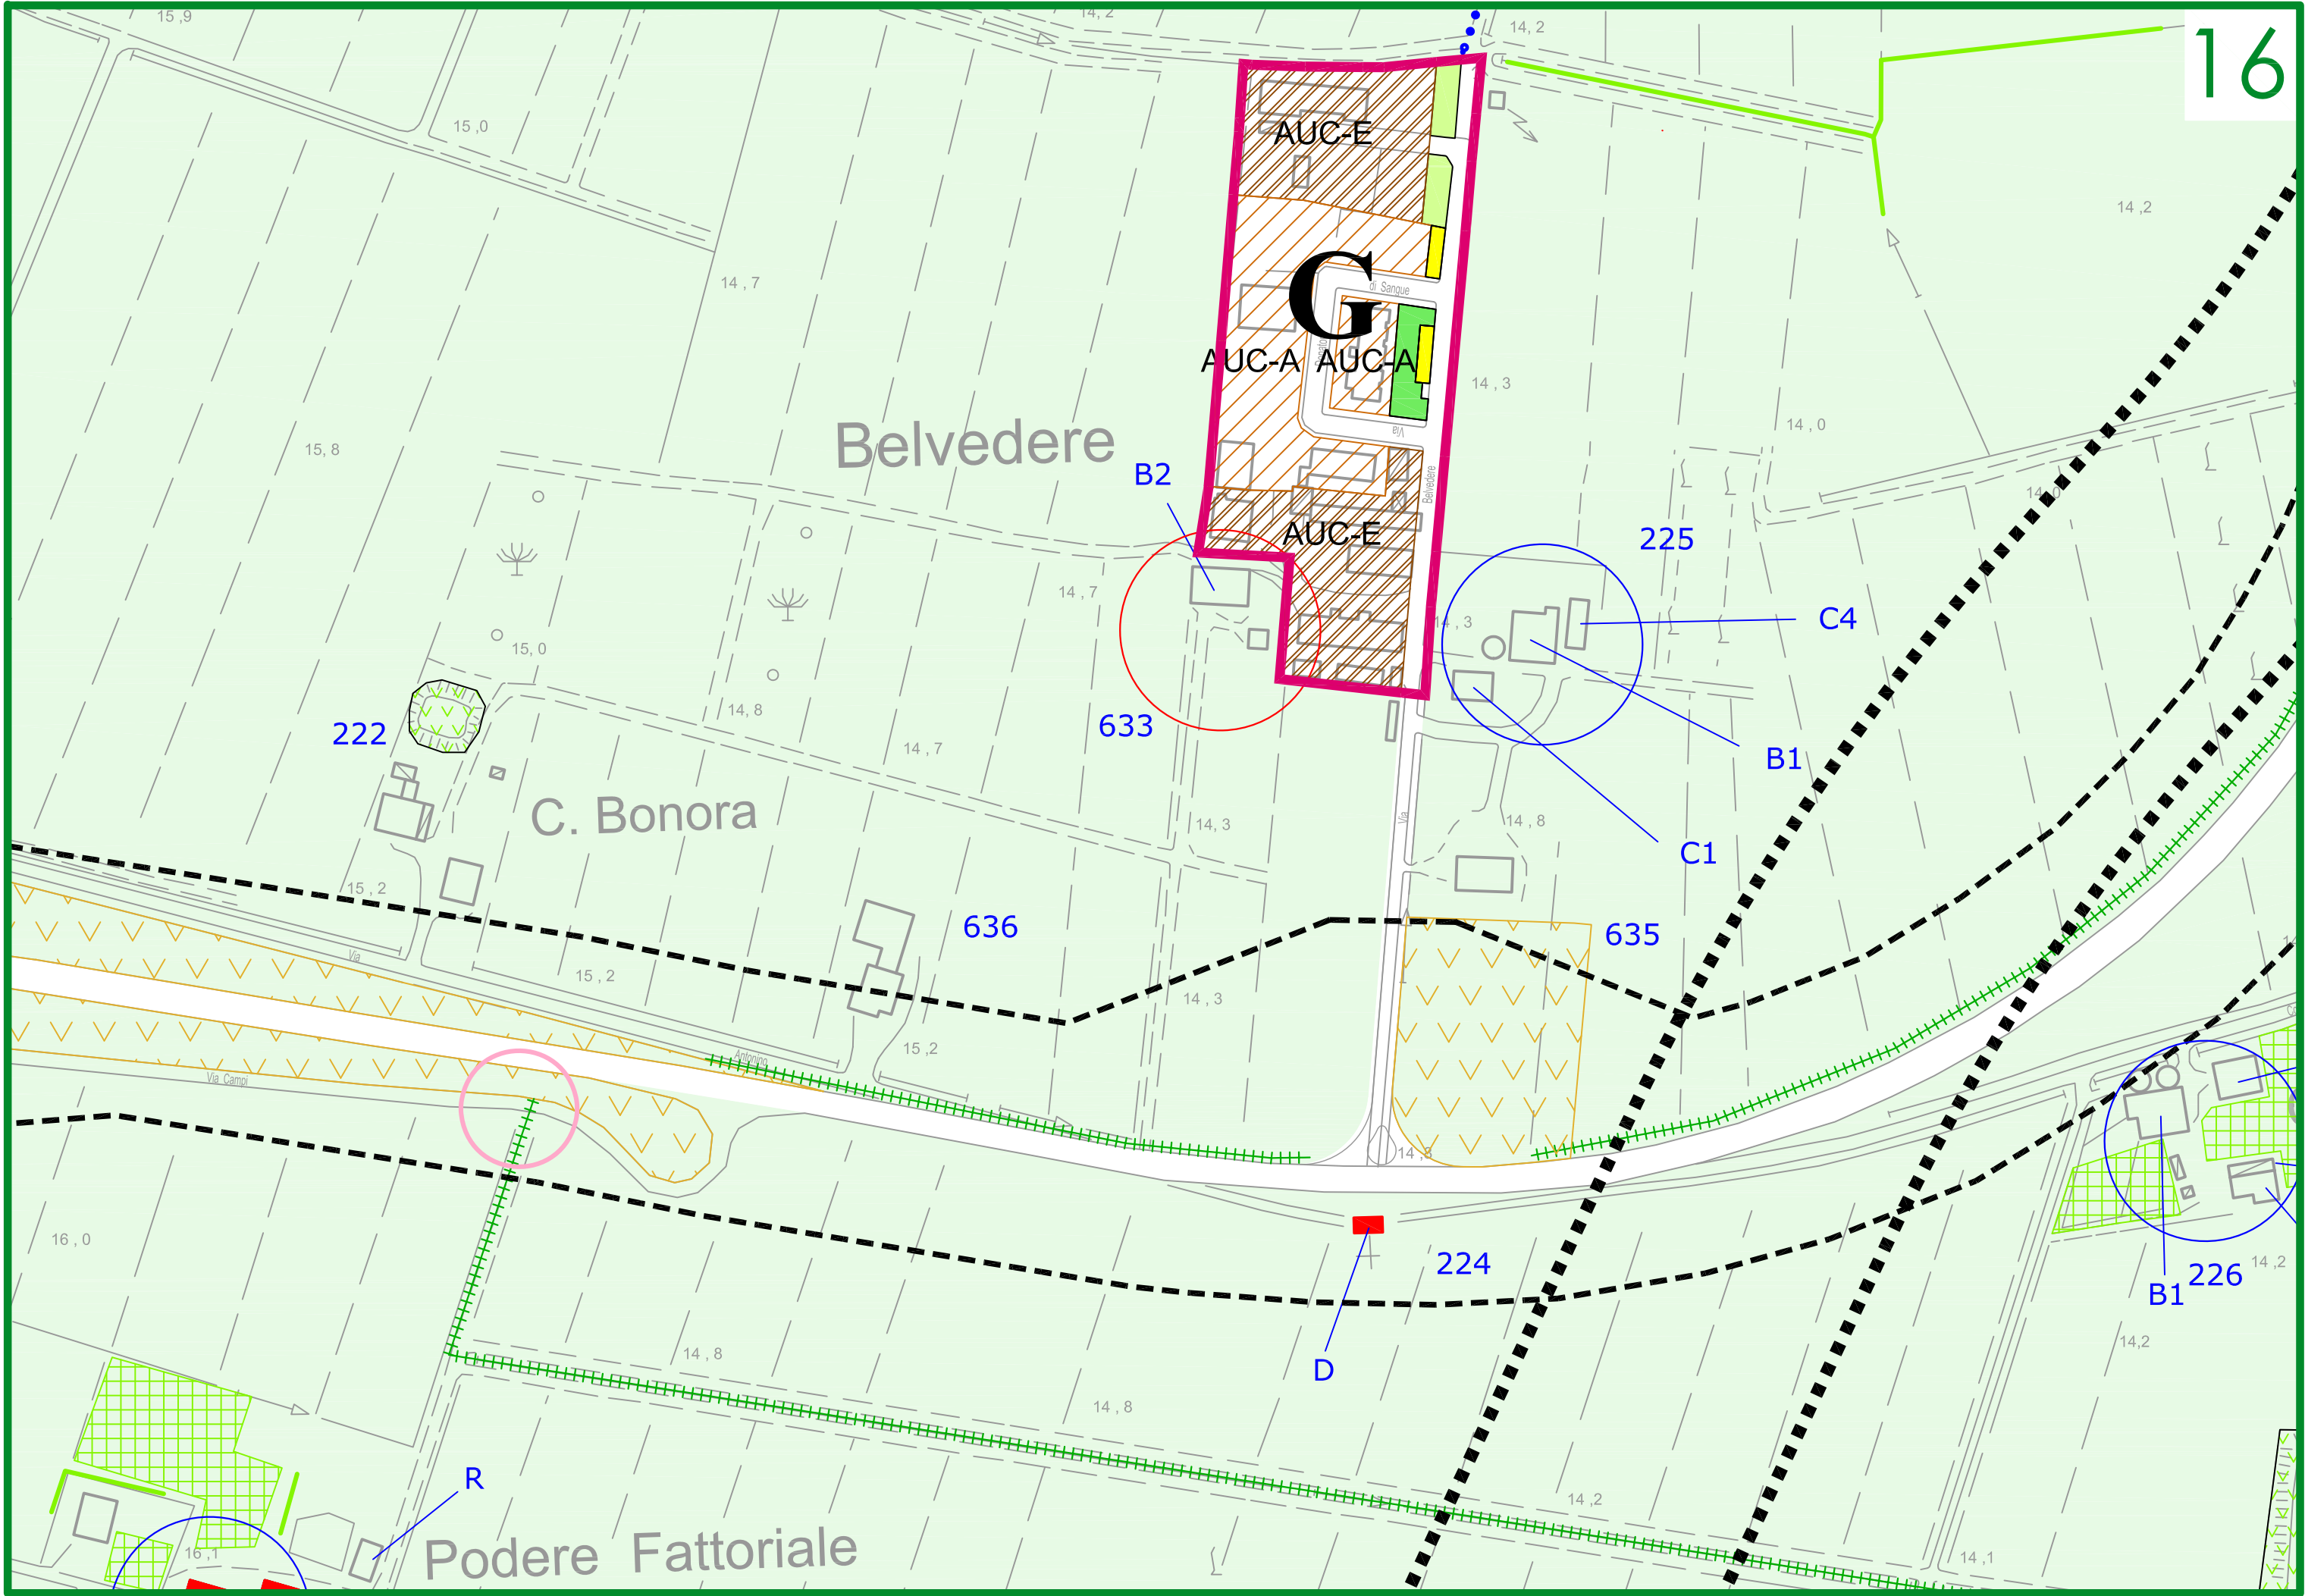 15 ,9
14, 2
14, 2
16
15 ,0
AUC-E
14 ,2
14 , 7
di Sangue
G
AUC-A
AUC-A
14 , 3
14 , 0
Via
15, 8
Belvedere
B2
Belvedere
14 , 0
AUC-E
225
14 , 7
C4
14 , 3
15, 0
14, 8
222
633
14 , 7
B1
C. Bonora
14, 3
Via
14 , 8
C1
15 , 2
636
635
Via
15 , 2
14 , 3
15 ,2
Antonino
Via Campi
14 ,8
16 , 0
224
14 ,2
226
B1
D
14 , 8
14,2
14 , 8
R
14 , 2
Podere Fattoriale
16 ,1
14 , 1